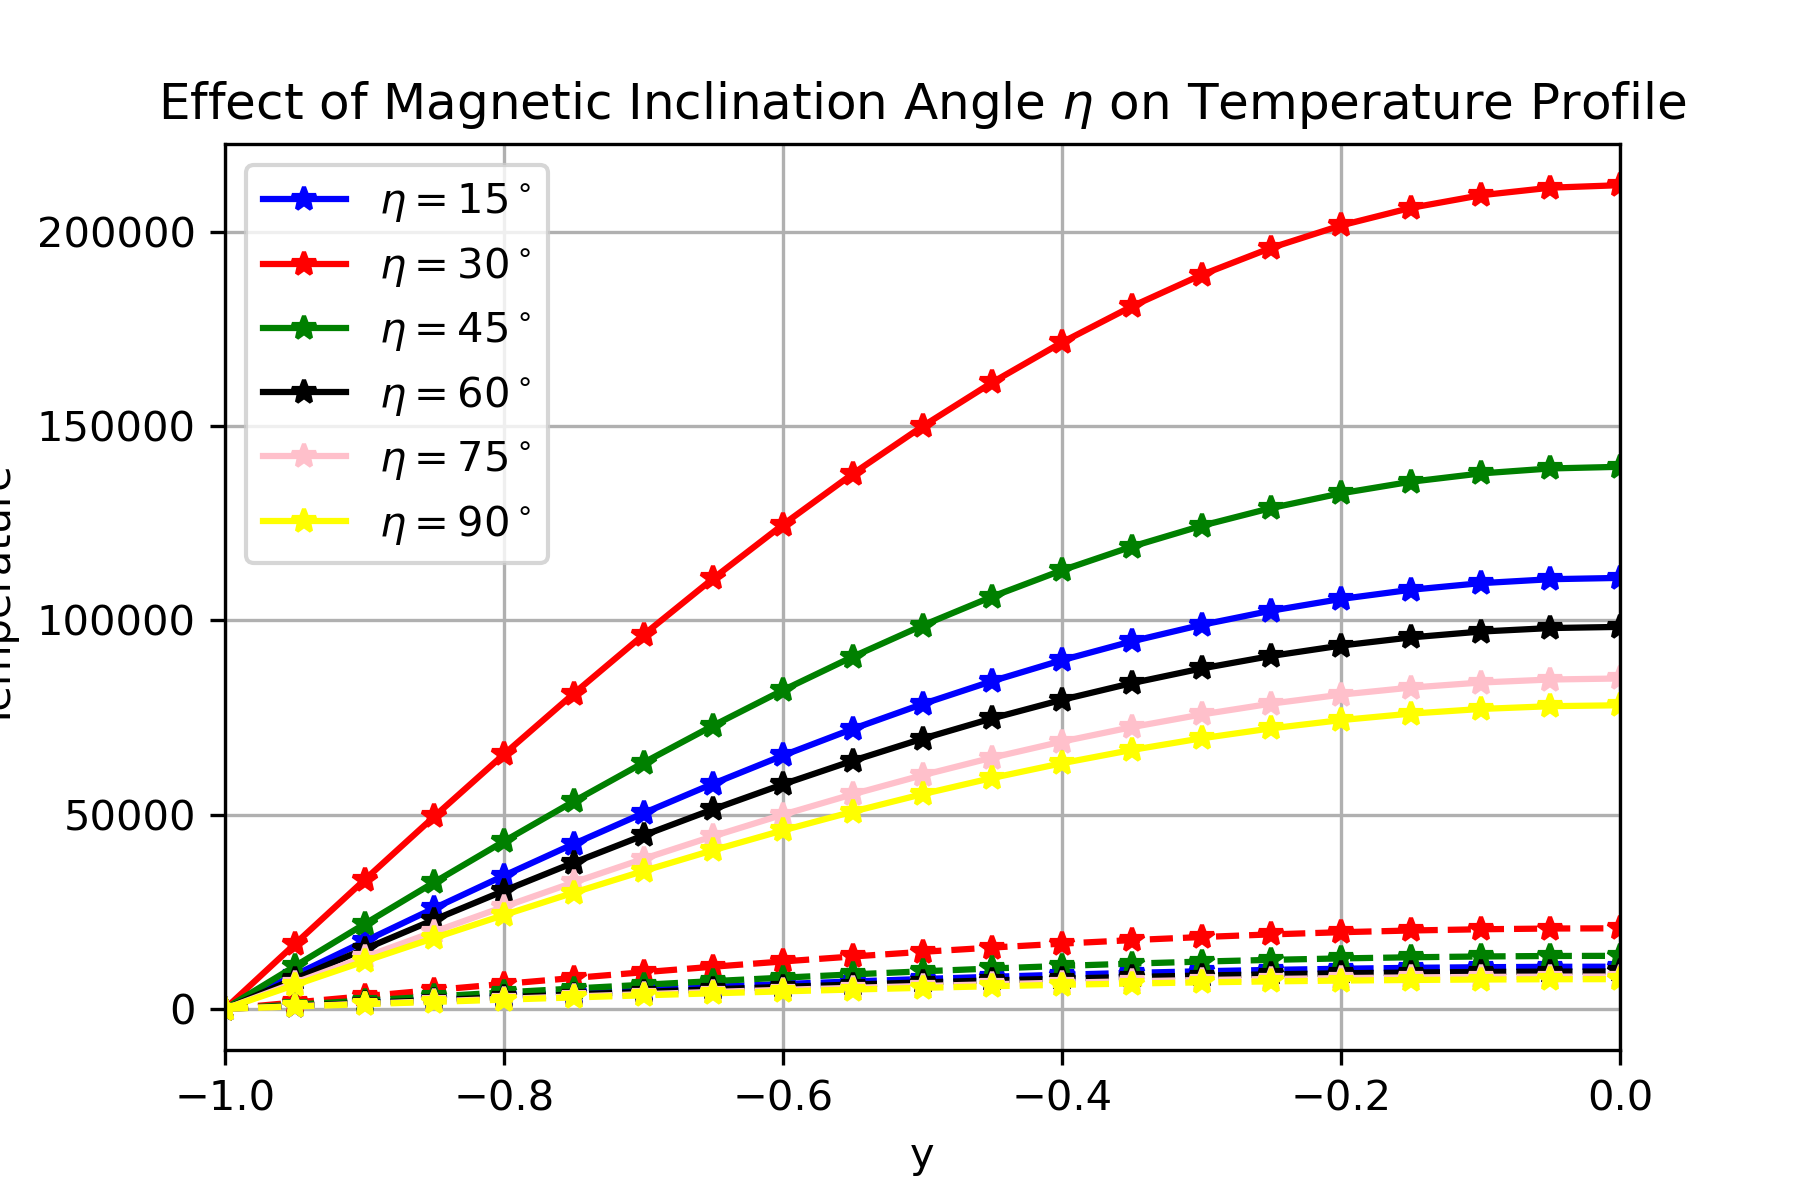 Effect of Magnetic Inclination Angle η on Temperature Profile
η = 15°
η = 30°
η = 45°
η = 60°
η = 75°
η = 90°
200000
150000
100000
50000
0
Temperature
−1.0 −0.8 −0.6 −0.4 −0.2 0.0
y